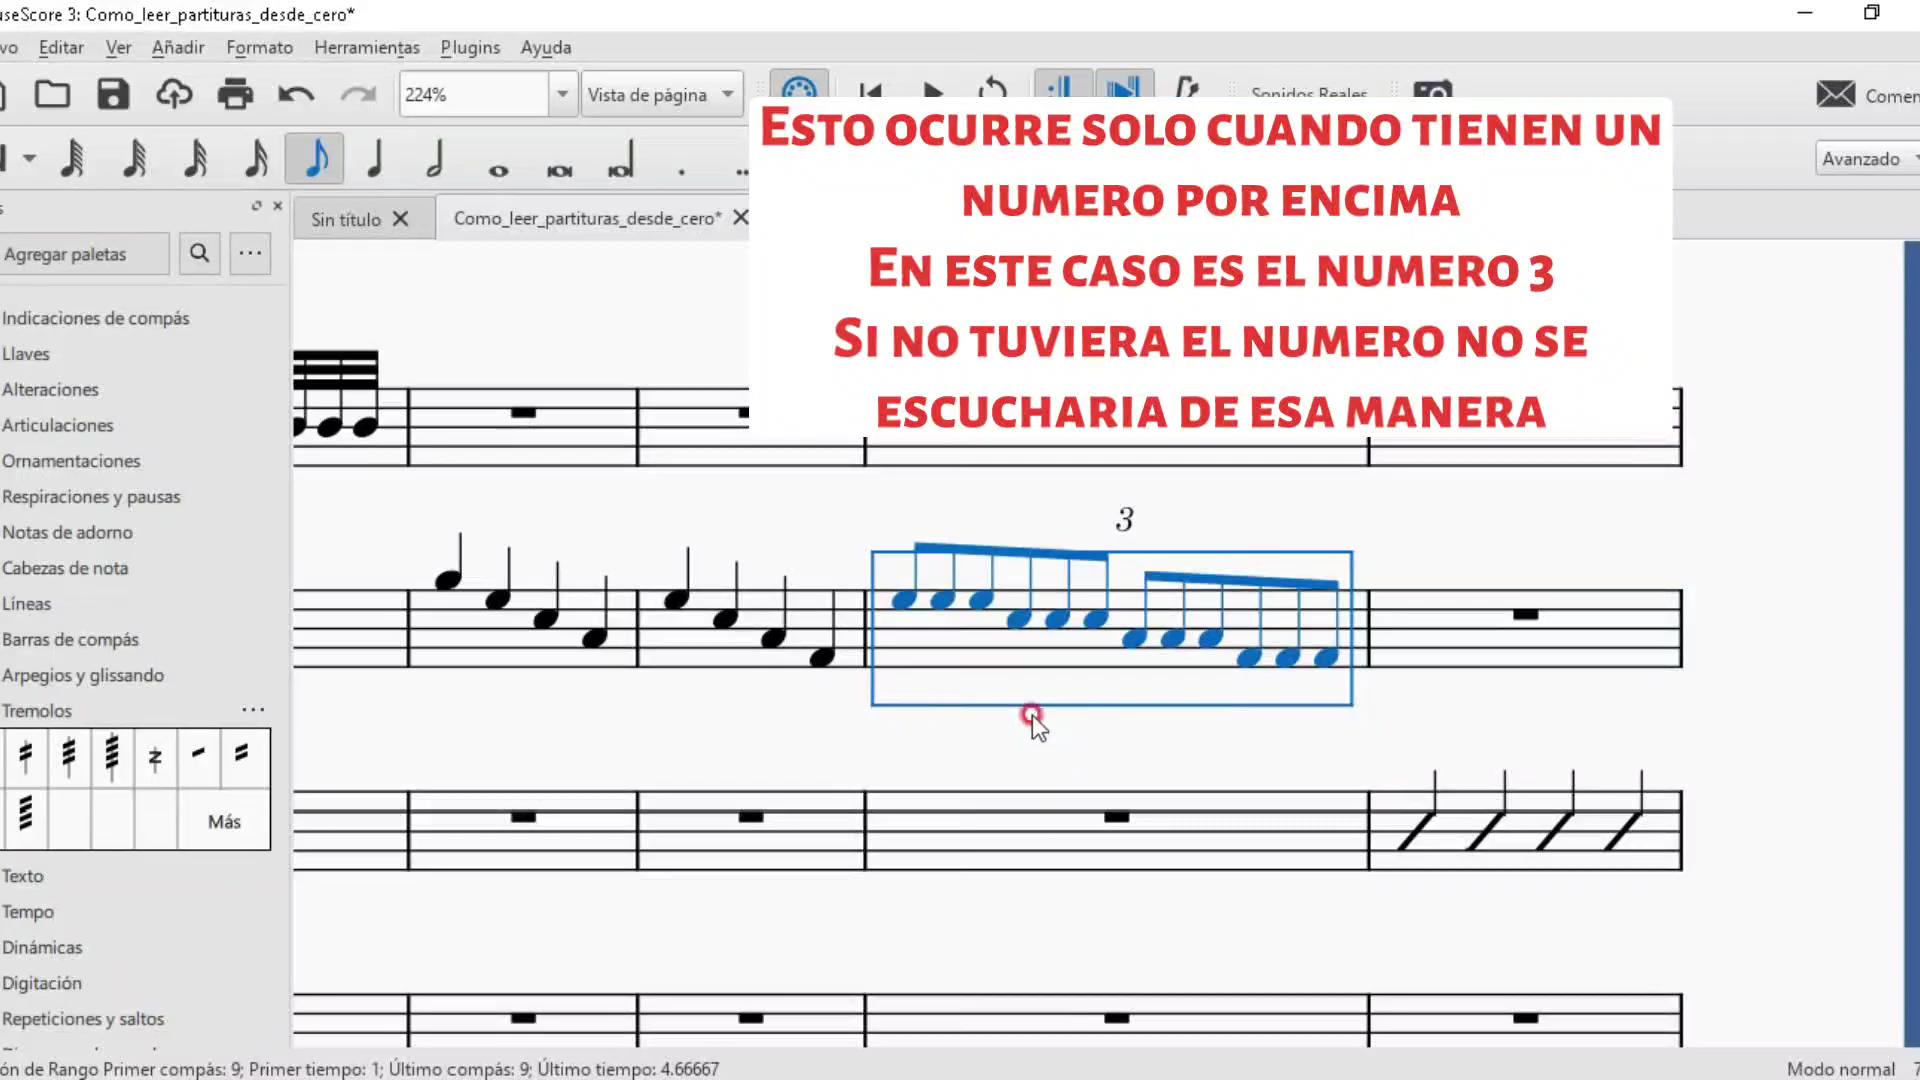 useScore 3: Como_leer_partituras_desde_cero*
vo Editar Ver Añadir Formato Herramientas Plugins Ayuda
224% Vista de página Sonidos Reales Comen
Avanzado
s
Sin título Como_leer_partituras_desde_cero*
Agregar paletas
Esto ocurre solo cuando tienen un
numero por encima
En este caso es el numero 3
Si no tuviera el numero no se
escucharia de esa manera
Indicaciones de compás
Llaves
Alteraciones
Articulaciones
Ornamentaciones
Respiraciones y pausas
Notas de adorno
Cabezas de nota
Líneas
Barras de compás
Arpegios y glissando
Tremolos
Más
Texto
Tempo
Dinámicas
Digitación
Repeticiones y saltos
3
ón de Rango Primer compás: 9; Primer tiempo: 1; Último compás: 9; Último tiempo: 4.66667
Modo normal 7